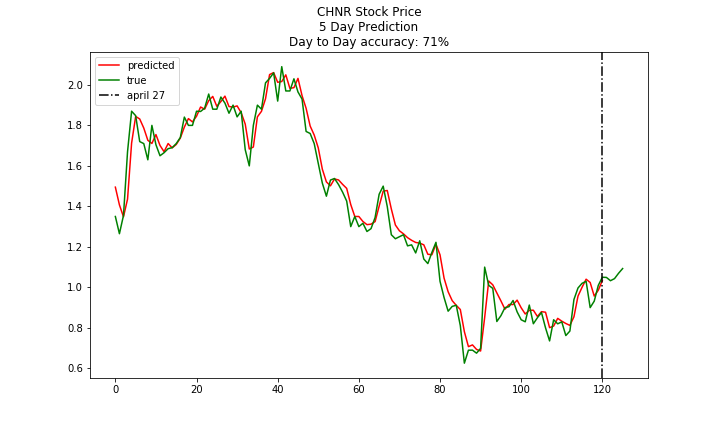 CHNR Stock Price
5 Day Prediction
Day to Day accuracy: 71%
predicted
true
april 27
2.0
1.8
1.6
1.4
1.2
1.0
0.8
0.6
0 20 40 60 80 100 120